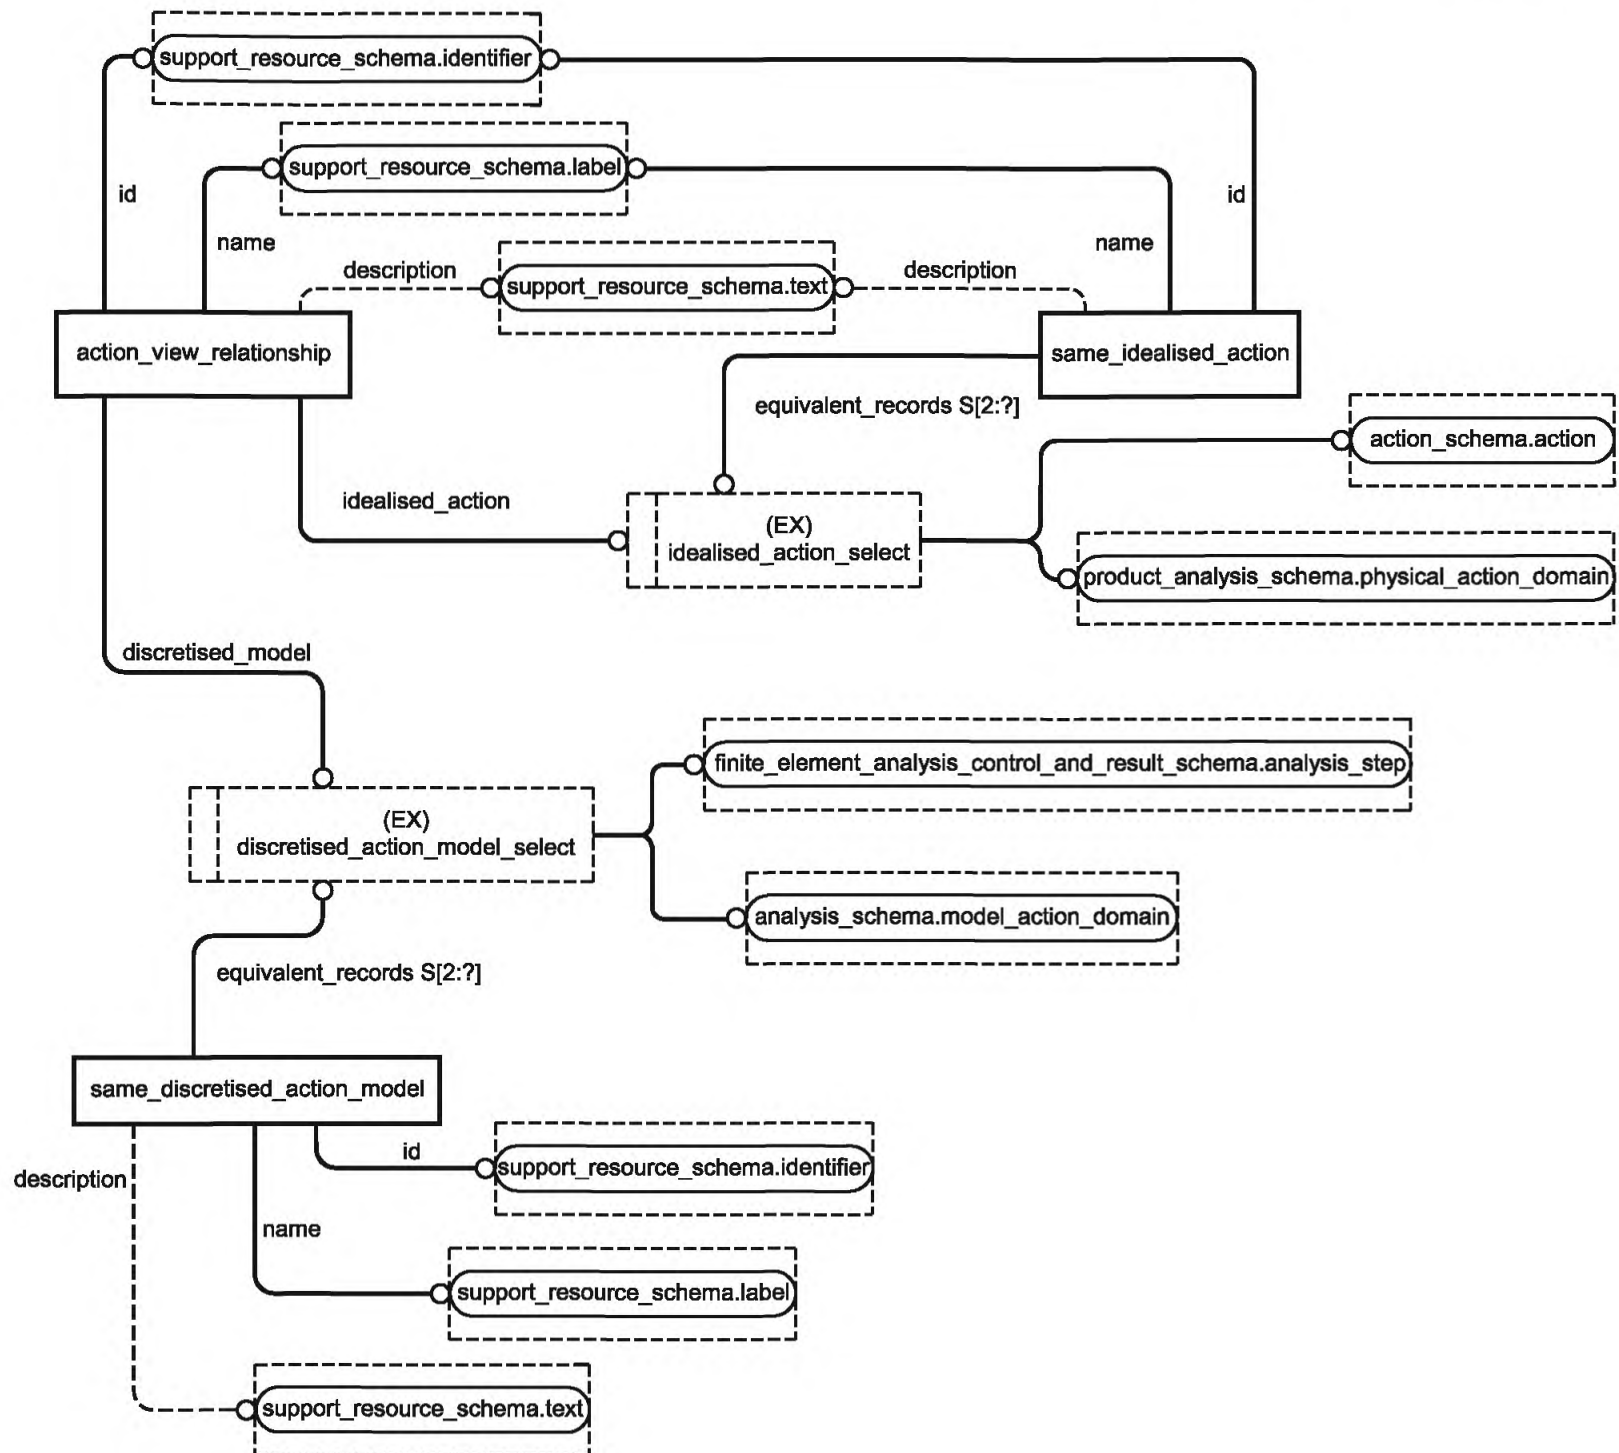 support_resource_schema.identifier
support_resource_schema.label
id
id
name
name
description
support_resource_schema.text
description
action_view_relationship
same_idealised_action
equivalent_records S[2:?]
action_schema.action
idealised_action
(EX)
idealised_action_select
product_analysis_schema.physical_action_domain
discretised_model
finite_element_analysis_control_and_result_schema.analysis_step
(EX)
discretised_action_model_select
analysis_schema.model_action_domain
equivalent_records S[2:?]
same_discretised_action_model
id
support_resource_schema.identifier
description
name
support_resource_schema.label
support_resource_schema.text